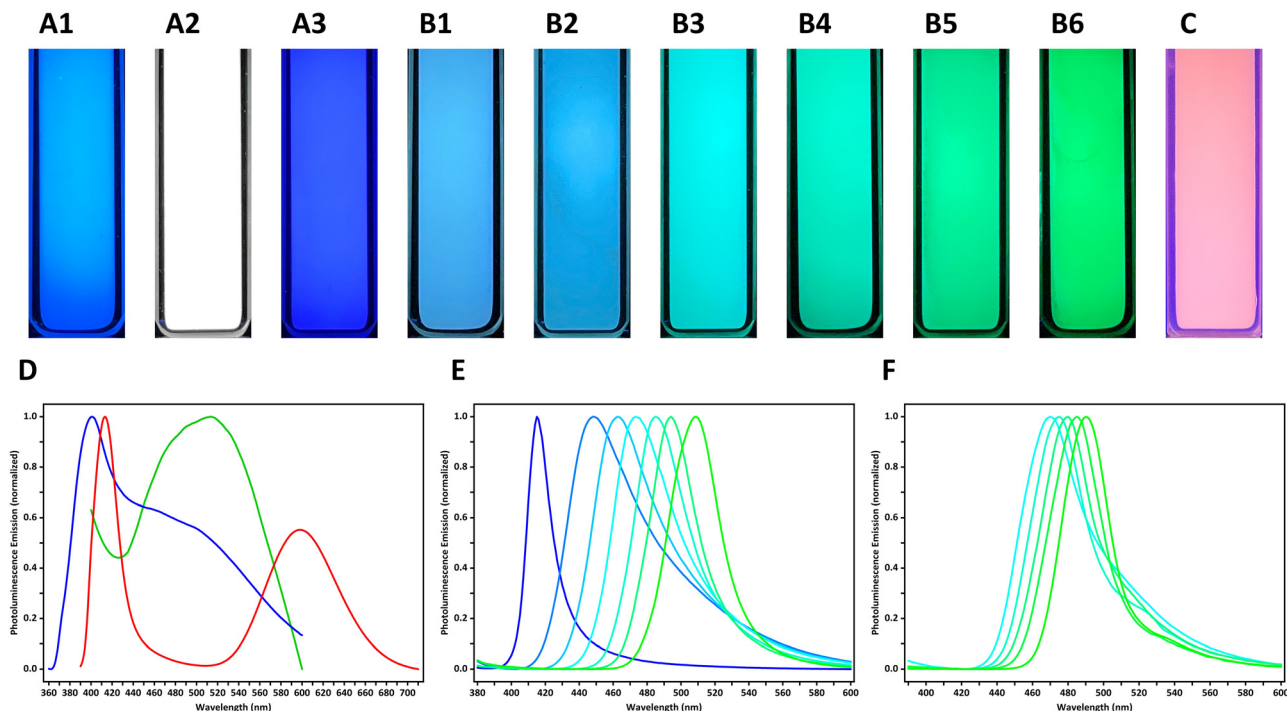 A1 A2 A3 B1 B2 B3 B4 B5 B6 C
D E F
Photoluminescence Emission (normalized)
1.0
0.8
0.6
0.4
0.2
0.0
360 380 400 420 440 460 480 500 520 540 560 580 600 620 640 660 680 700
Wavelength (nm)
Photoluminescence Emission (normalized)
1.0
0.8
0.6
0.4
0.2
0.0
380 400 420 440 460 480 500 520 540 560 580 600
Wavelength (nm)
Photoluminescence Emission (normalized)
1.0
0.8
0.6
0.4
0.2
0.0
400 420 440 460 480 500 520 540 560 580 600
Wavelength (nm)